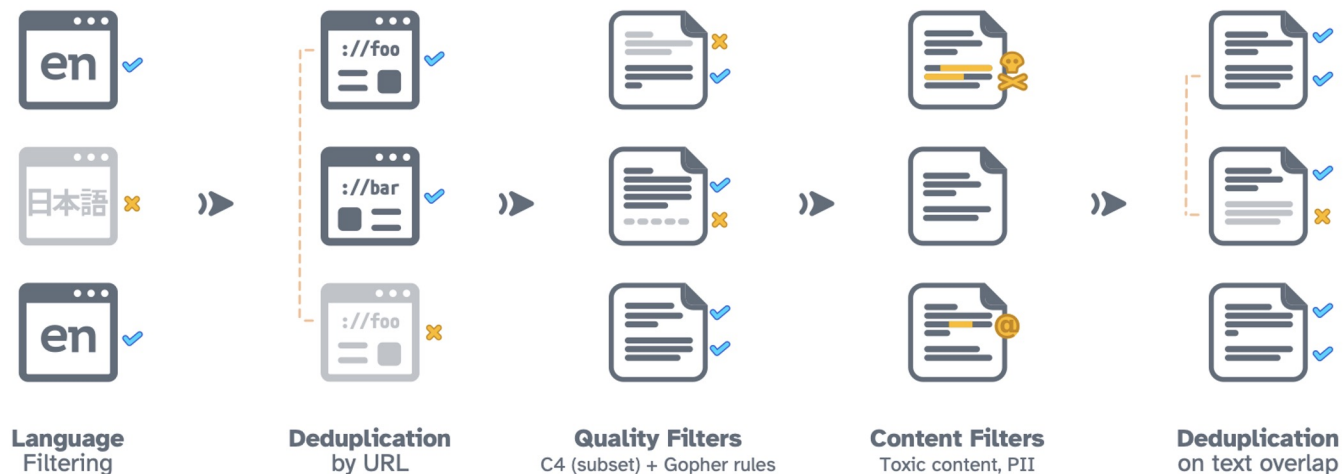 en
日本語
en
://foo
://bar
://foo
@
Language
Filtering
Deduplication
by URL
Quality Filters
C4 (subset) + Gopher rules
Content Filters
Toxic content, PII
Deduplication
on text overlap